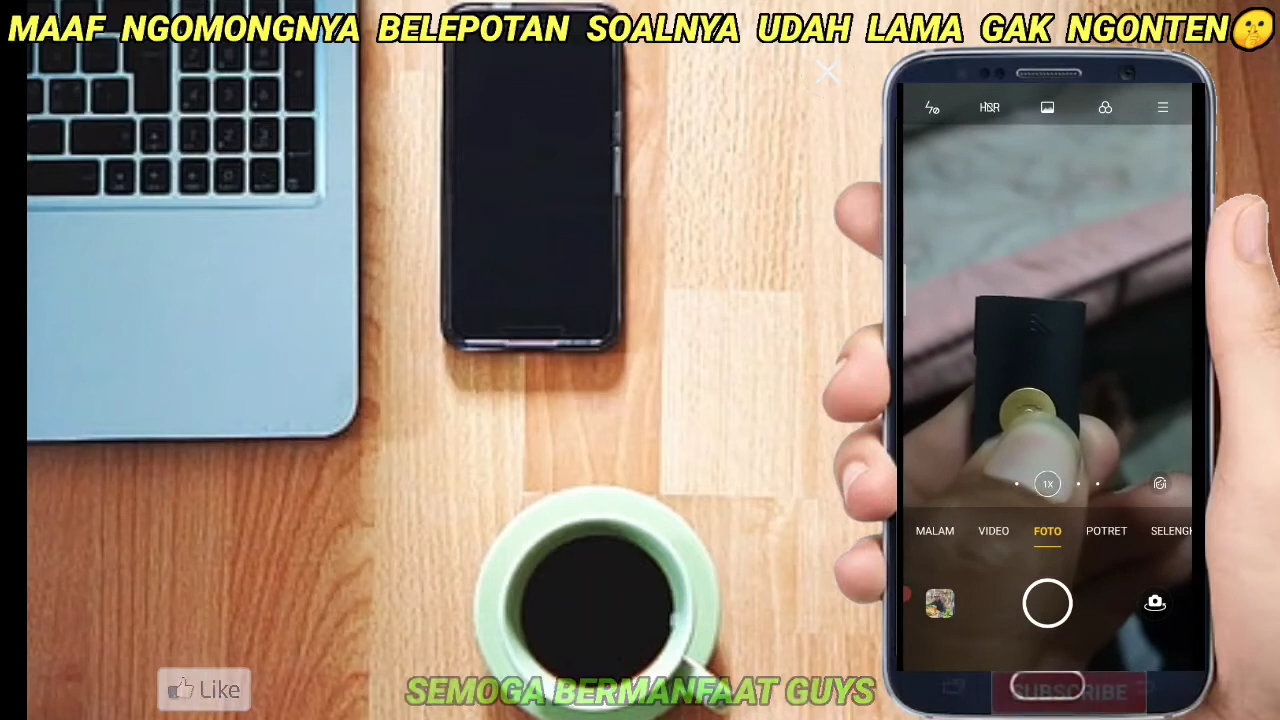 MAAF NGOMONGNYA BELEPOTAN SOALNYA UDAH LAMA GAK NGONTEN
HDR
1X
MALAM VIDEO FOTO POTRET SELENGK
Like
SEMOGA BERMANFAAT GUYS
SUBSCRIBE